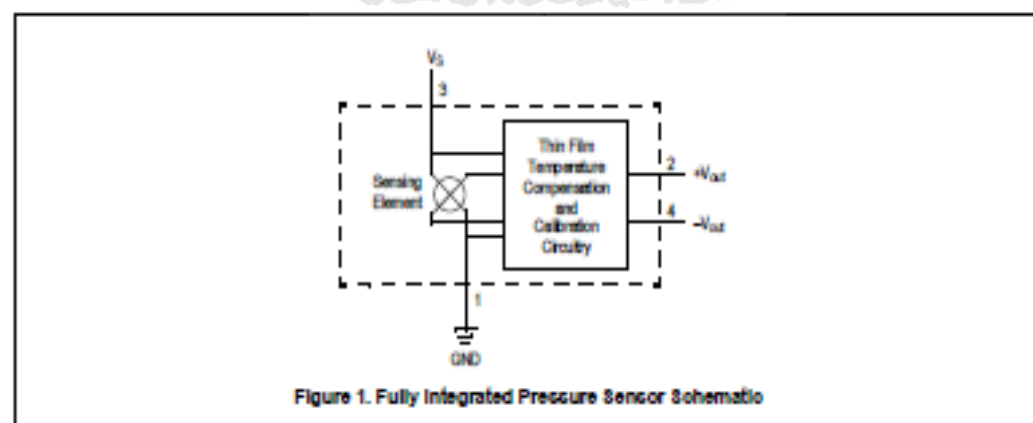 VS
3
Sensing
Element
Thin Film
Temperature
Compensation
and
Calibration
Circuitry
2
+Vout
4
–Vout
1
GND
Figure 1. Fully Integrated Pressure Sensor Schematic